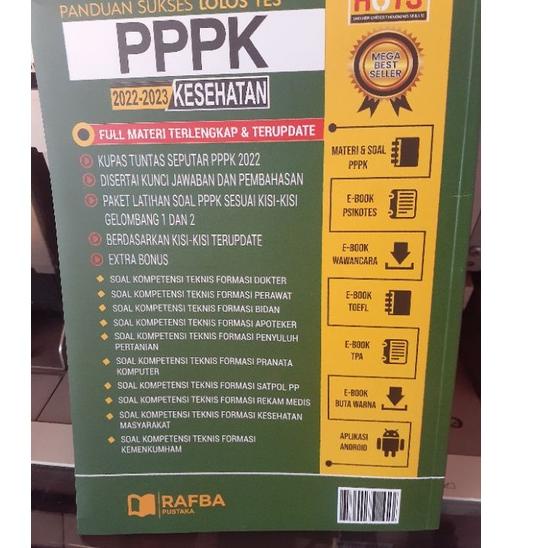 PANDUAN SUKSES LOLOS TES
PPPK
2022-2023 KESEHATAN
FULL MATERI TERLENGKAP & TERUPDATE
KUPAS TUNTAS SEPUTAR PPPK 2022
DISERTAI KUNCI JAWABAN DAN PEMBAHASAN
PAKET LATIHAN SOAL PPPK SESUAI KISI-KISI
GELOMBANG 1 DAN 2
BERDASARKAN KISI-KISI TERUPDATE
EXTRA BONUS
SOAL KOMPETENSI TEKNIS FORMASI DOKTER
SOAL KOMPETENSI TEKNIS FORMASI PERAWAT
SOAL KOMPETENSI TEKNIS FORMASI BIDAN
SOAL KOMPETENSI TEKNIS FORMASI APOTEKER
SOAL KOMPETENSI TEKNIS FORMASI PENYULUH
PERTANIAN
SOAL KOMPETENSI TEKNIS FORMASI PRANATA
KOMPUTER
SOAL KOMPETENSI TEKNIS FORMASI SATPOL PP
SOAL KOMPETENSI TEKNIS FORMASI REKAM MEDIS
SOAL KOMPETENSI TEKNIS FORMASI KESEHATAN
MASYARAKAT
SOAL KOMPETENSI TEKNIS FORMASI
KEMENKUMHAM
RAFBA
PUSTAKA
HOTS
MEGA
BEST
SELLER
MATERI & SOAL
PPPK
E-BOOK
PSIKOTES
E-BOOK
WAWANCARA
E-BOOK
TOEFL
E-BOOK
TPA
E-BOOK
BUTA WARNA
APLIKASI
ANDROID